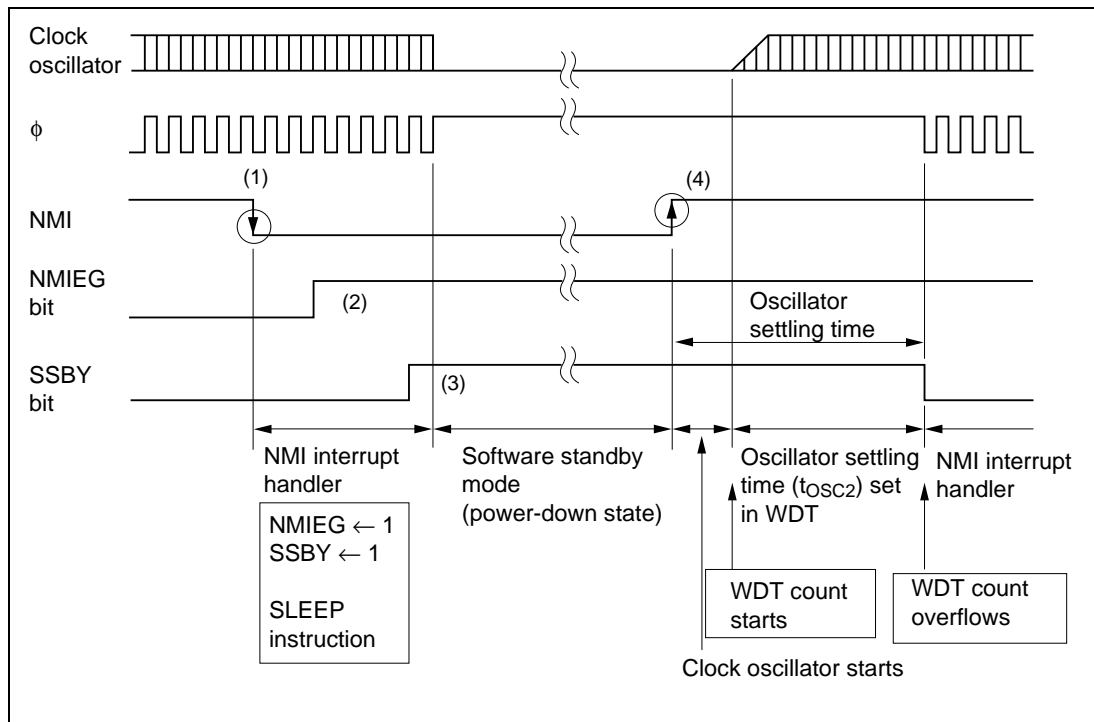 Clock
oscillator
ϕ
(1)
(4)
NMI
NMIEG
bit
(2)
Oscillator
settling time
SSBY
bit
(3)
NMI interrupt
handler
Software standby
mode
(power-down state)
Oscillator settling
time (tOSC2) set
in WDT
NMI interrupt
handler
NMIEG ← 1
SSBY ← 1
SLEEP
instruction
WDT count
starts
WDT count
overflows
Clock oscillator starts